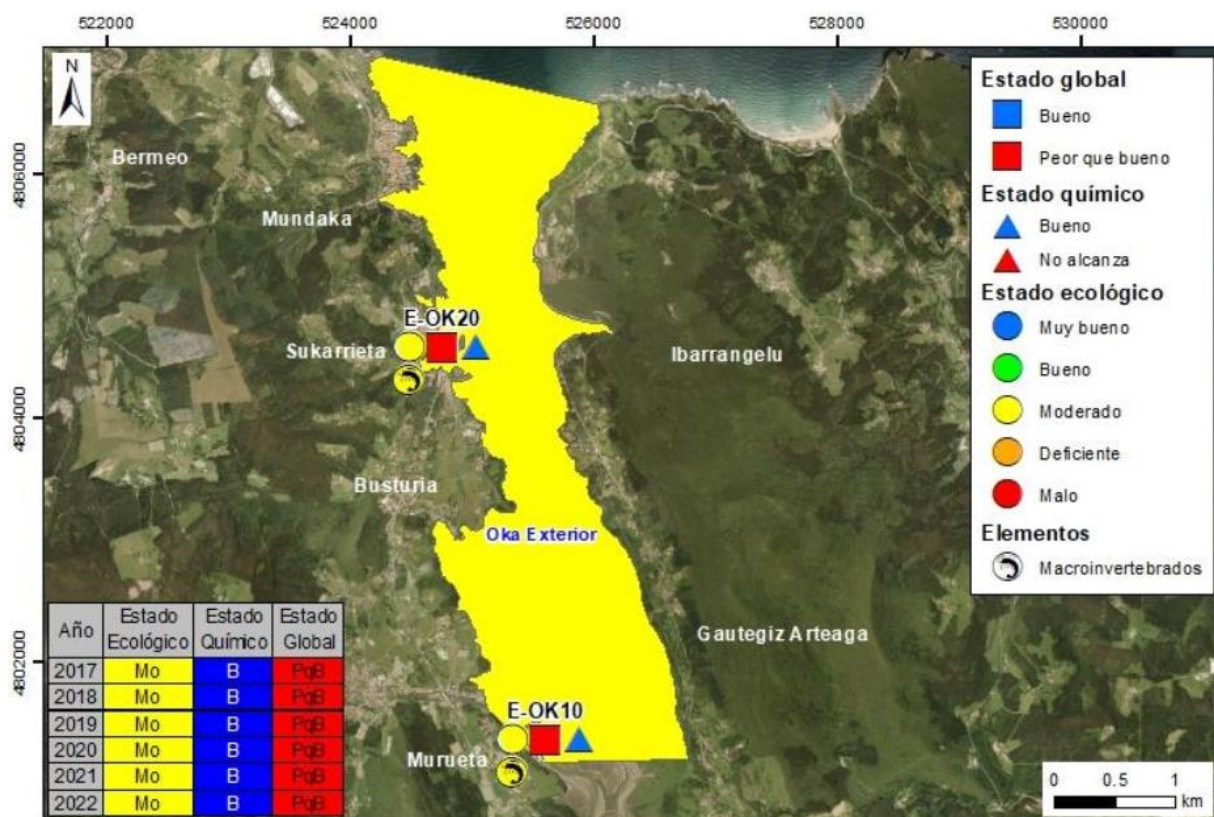 522000 524000 526000 528000 530000
N
Estado global
Bueno
Peor que bueno
Estado químico
Bueno
No alcanza
Estado ecológico
Muy bueno
Bueno
Moderado
Deficiente
Malo
Elementos
Macroinvertebrados
4806000
4804000
4802000
Bermeo
Mundaka
E-OK20
Sukarrieta
Ibarrangelu
Busturia
Oka Exterior
Gautegiz Arteaga
E-OK10
Murueta
Año Estado Ecológico Estado Químico Estado Global
2017 Mo B PqB
2018 Mo B PqB
2019 Mo B PqB
2020 Mo B PqB
2021 Mo B PqB
2022 Mo B PqB
0 0.5 1
km